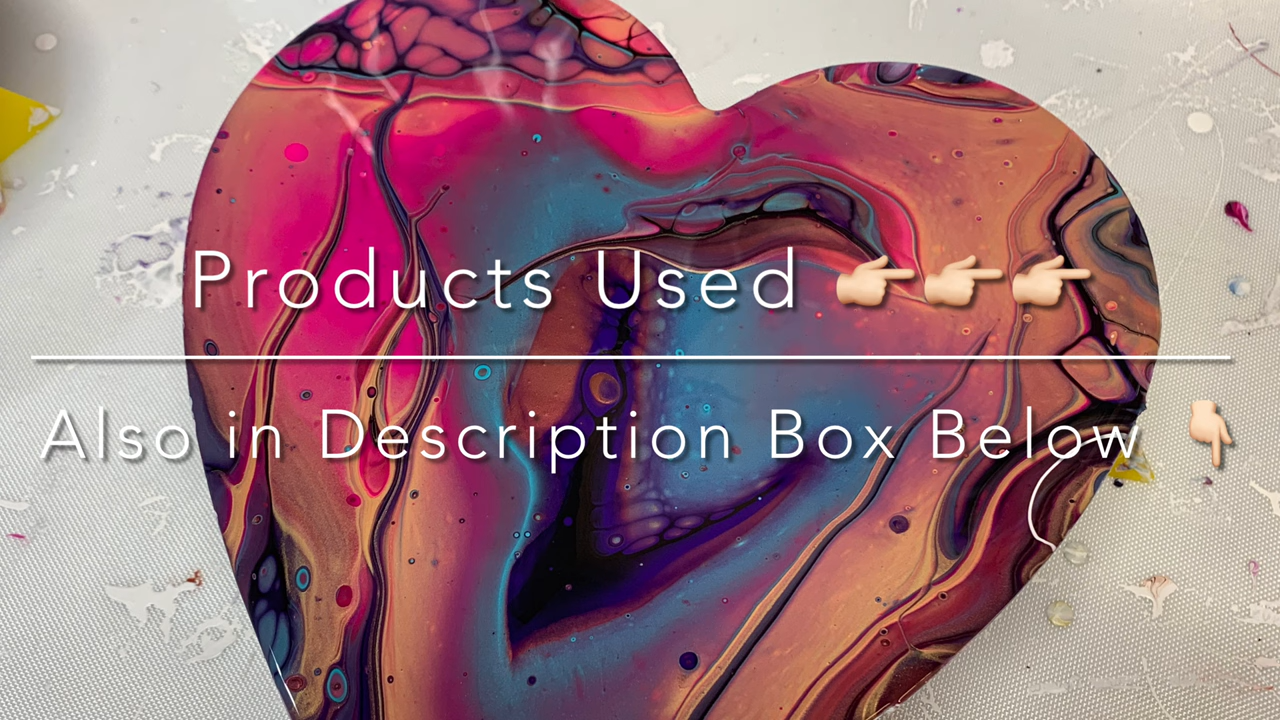 Products Used 👉🏻👉🏻👉🏻
Also in Description Box Below 👇🏻